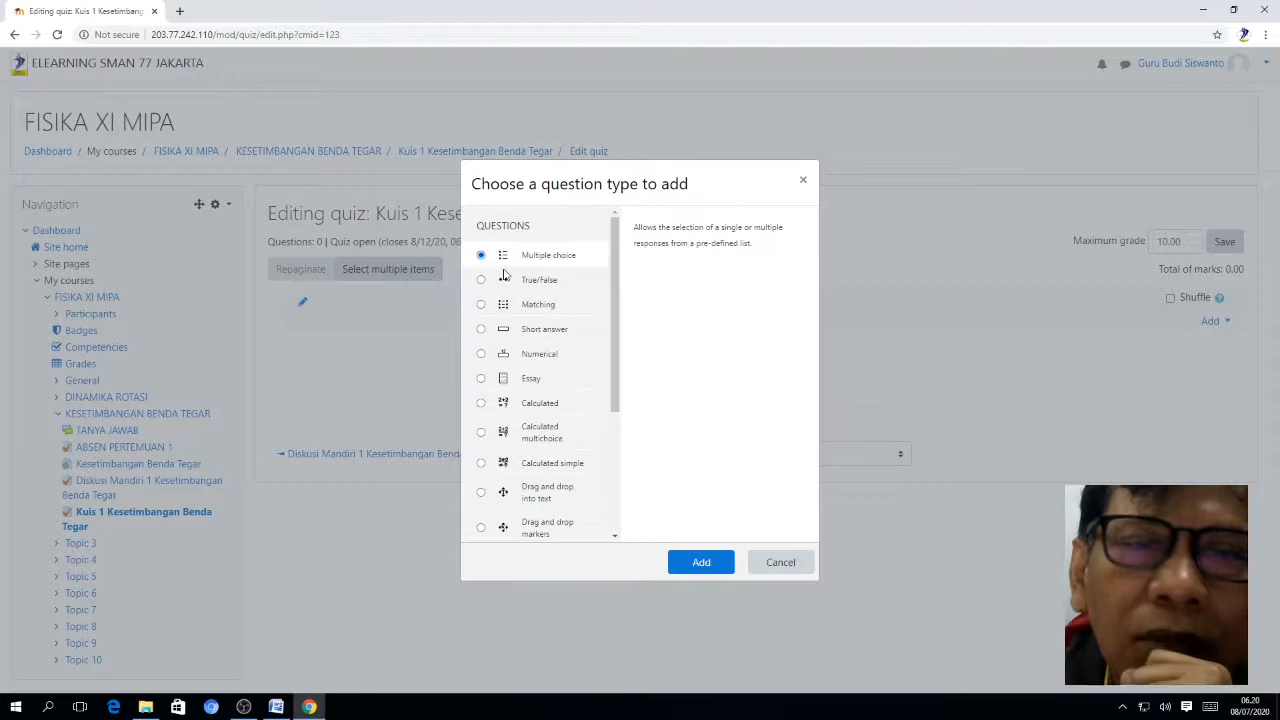 Editing quiz: Kuis 1 Kesetimbang
Not secure | 203.77.242.110/mod/quiz/edit.php?cmid=123
ELEARNING SMAN 77 JAKARTA
Guru Budi Siswanto
FISIKA XI MIPA
Dashboard / My courses / FISIKA XI MIPA / KESETIMBANGAN BENDA TEGAR / Kuis 1 Kesetimbangan Benda Tegar / Edit quiz
Navigation
Dashboard
Site home
Site pages
My courses
FISIKA XI MIPA
Participants
Badges
Competencies
Grades
General
DINAMIKA ROTASI
KESETIMBANGAN BENDA TEGAR
TANYA JAWAB
ABSEN PERTEMUAN 1
Kesetimbangan Benda Tegar
Diskusi Mandiri 1 Kesetimbangan
Benda Tegar
Kuis 1 Kesetimbangan Benda
Tegar
Topic 3
Topic 4
Topic 5
Topic 6
Topic 7
Topic 8
Topic 9
Topic 10
Editing quiz: Kuis 1 Kese
Questions: 0 | Quiz open (closes 8/12/20, 06
Repaginate
Select multiple items
Maximum grade 10.00 Save
Total of marks: 0.00
Shuffle
Add
Diskusi Mandiri 1 Kesetimbangan Ben
Choose a question type to add
×
QUESTIONS
Multiple choice
True/False
Matching
Short answer
Numerical
Essay
Calculated
Calculated
multichoice
Calculated simple
Drag and drop
into text
Drag and drop
markers
Allows the selection of a single or multiple
responses from a pre-defined list.
Add
Cancel
06.20
08/07/2020